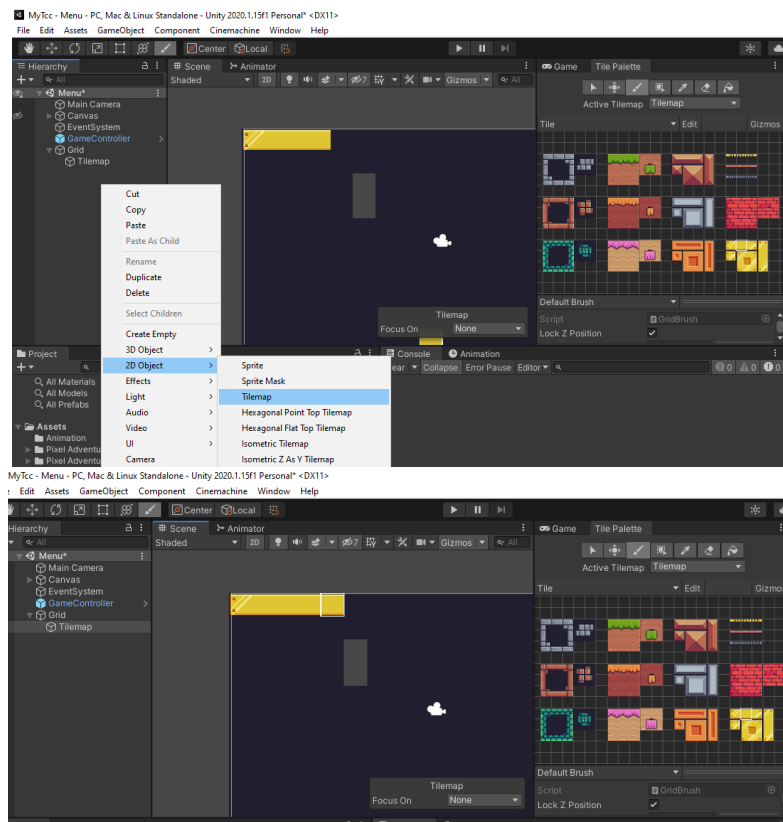 MyTcc - Menu - PC, Mac & Linux Standalone - Unity 2020.1.15f1 Personal* <DX11>
File Edit Assets GameObject Component Cinemachine Window Help
Center Local
Hierarchy Scene Animator Game Tile Palette
All Shaded 2D 7 Gizmos All
Menu*
Main Camera
Canvas
EventSystem
GameController
Grid
Tilemap
Active Tilemap Tilemap
Tile Edit Gizmos
Cut
Copy
Paste
Paste As Child
Rename
Duplicate
Delete
Select Children
Create Empty
3D Object
2D Object
Effects
Light
Audio
Video
UI
Camera
Tilemap
Focus On None
Default Brush
Script GridBrush
Lock Z Position
Project Console Animation
ear Collapse Error Pause Editor 0 0 0
All Materials
All Models
All Prefabs
Assets
Animation
Pixel Adventu
Pixel Adventu
Sprite
Sprite Mask
Tilemap
Hexagonal Point Top Tilemap
Hexagonal Flat Top Tilemap
Isometric Tilemap
Isometric Z As Y Tilemap
MyTcc - Menu - PC, Mac & Linux Standalone - Unity 2020.1.15f1 Personal* <DX11>
Edit Assets GameObject Component Cinemachine Window Help
Center Local
Hierarchy Scene Animator Game Tile Palette
All Shaded 2D 7 Gizmos All
Menu*
Main Camera
Canvas
EventSystem
GameController
Grid
Tilemap
Active Tilemap Tilemap
Tile Edit Gizmos
Tilemap
Focus On None
Default Brush
Script GridBrush
Lock Z Position